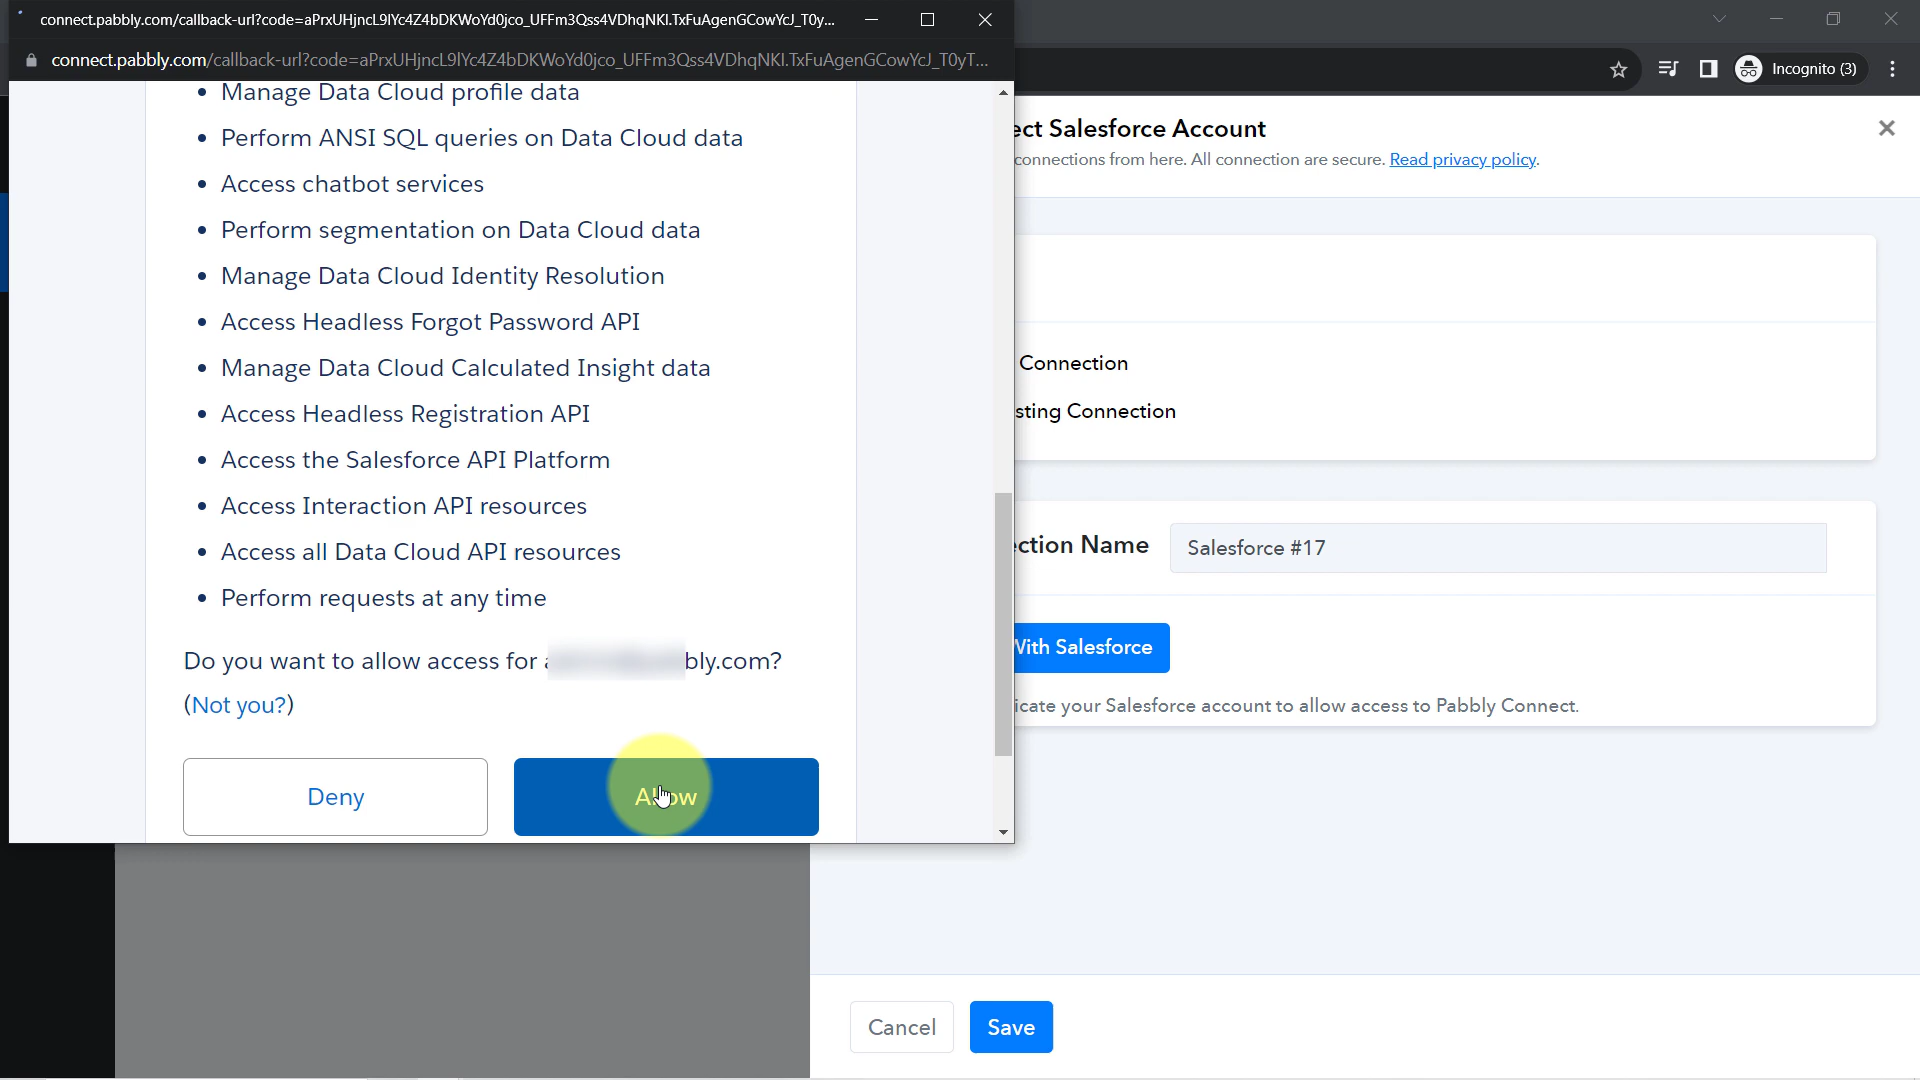 connect.pabbly.com/callback-url?code=aPrxUHjncL9lYc4Z4bDKWoYd0jco_UFFm3Qss4VDhqNKl.TxFuAgenGCowYcJ_T0y...
connect.pabbly.com/callback-url?code=aPrxUHjncL9lYc4Z4bDKWoYd0jco_UFFm3Qss4VDhqNKl.TxFuAgenGCowYcJ_T0yT...
Incognito (3)
• Manage Data Cloud profile data
• Perform ANSI SQL queries on Data Cloud data
• Access chatbot services
• Perform segmentation on Data Cloud data
• Manage Data Cloud Identity Resolution
• Access Headless Forgot Password API
• Manage Data Cloud Calculated Insight data
• Access Headless Registration API
• Access the Salesforce API Platform
• Access Interaction API resources
• Access all Data Cloud API resources
• Perform requests at any time
Do you want to allow access for bly.com?
(Not you?)
Deny
Allow
ect Salesforce Account
connections from here. All connection are secure. Read privacy policy.
Connection
sting Connection
ection Name
Salesforce #17
With Salesforce
icate your Salesforce account to allow access to Pabbly Connect.
Cancel
Save